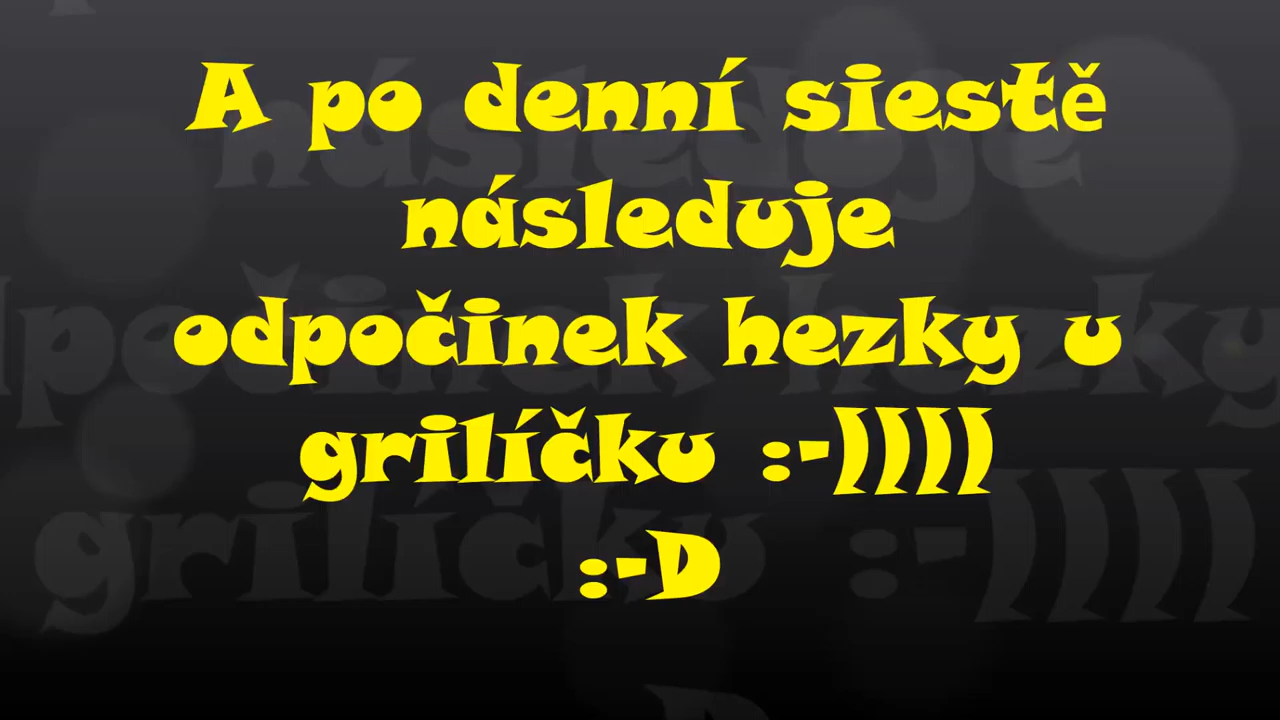 A po denní siestě
následuje
odpočinek hezky u
grilíčku :-))))
:-D